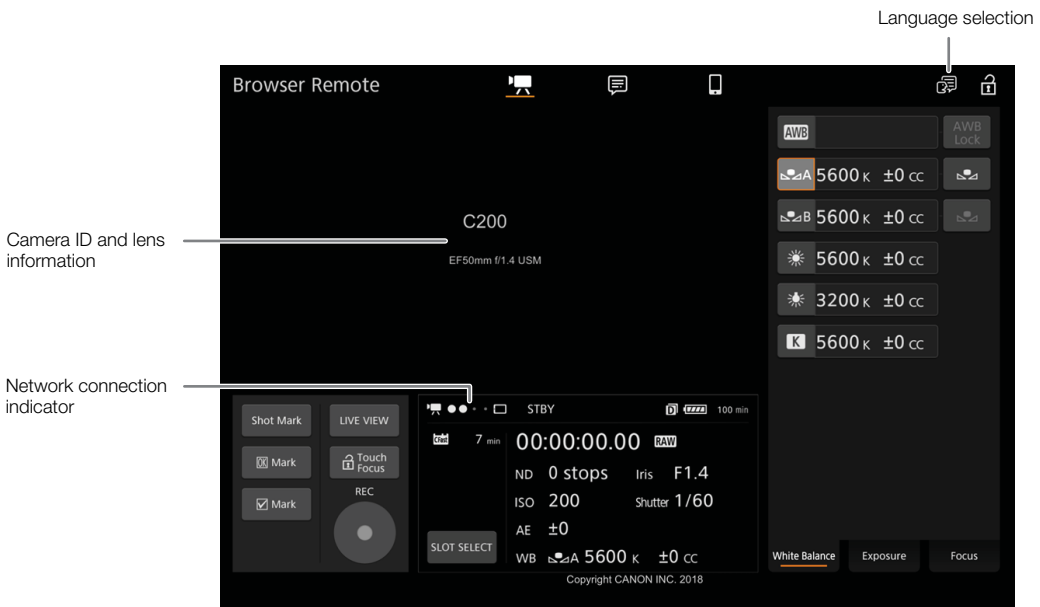 Language selection
Browser Remote
AWB
AWB
Lock
A 5600 K ±0 CC
B 5600 K ±0 CC
5600 K ±0 CC
3200 K ±0 CC
K 5600 K ±0 CC
C200
EF50mm f/1.4 USM
Camera ID and lens
information
Network connection
indicator
Shot Mark
LIVE VIEW
OK Mark
Touch
Focus
Mark
REC
STBY
D
100 min
CFast
7 min
00:00:00.00 RAW
ND 0 stops Iris F1.4
ISO 200 Shutter 1/60
AE ±0
SLOT SELECT
WB A 5600 K ±0 CC
White Balance
Exposure
Focus
Copyright CANON INC. 2018